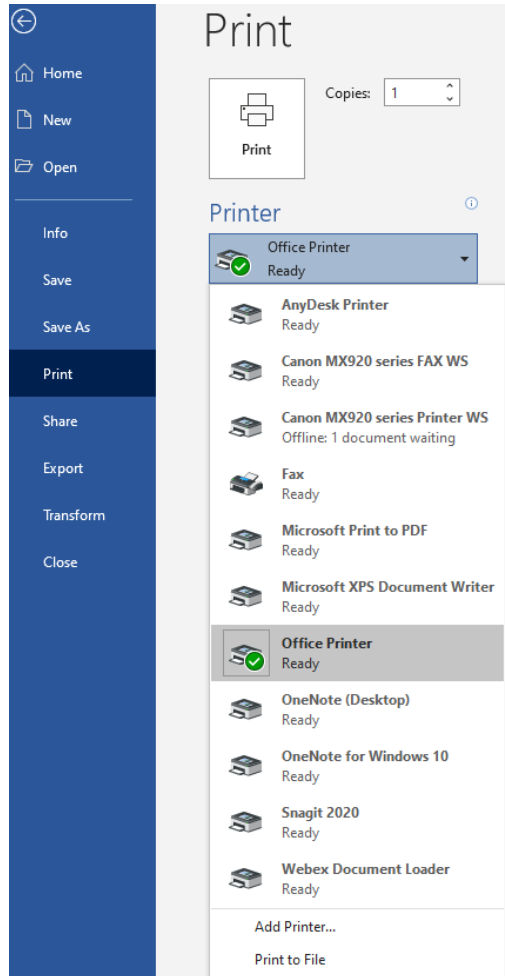 Home
New
Open
Info
Save
Save As
Print
Share
Export
Transform
Close
Print
Print
Copies: 1
Printer
Office Printer
Ready
AnyDesk Printer
Ready
Canon MX920 series FAX WS
Ready
Canon MX920 series Printer WS
Offline: 1 document waiting
Fax
Ready
Microsoft Print to PDF
Ready
Microsoft XPS Document Writer
Ready
Office Printer
Ready
OneNote (Desktop)
Ready
OneNote for Windows 10
Ready
Snagit 2020
Ready
Webex Document Loader
Ready
Add Printer...
Print to File